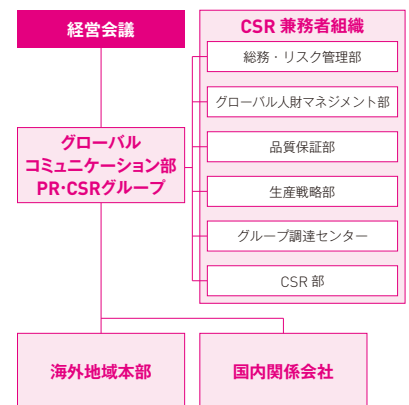 経営会議
CSR 兼務者組織
総務・リスク管理部
グローバル人財マネジメント部
品質保証部
生産戦略部
グループ調達センター
CSR 部
グローバル
コミュニケーション部
PR・CSRグループ
海外地域本部
国内関係会社